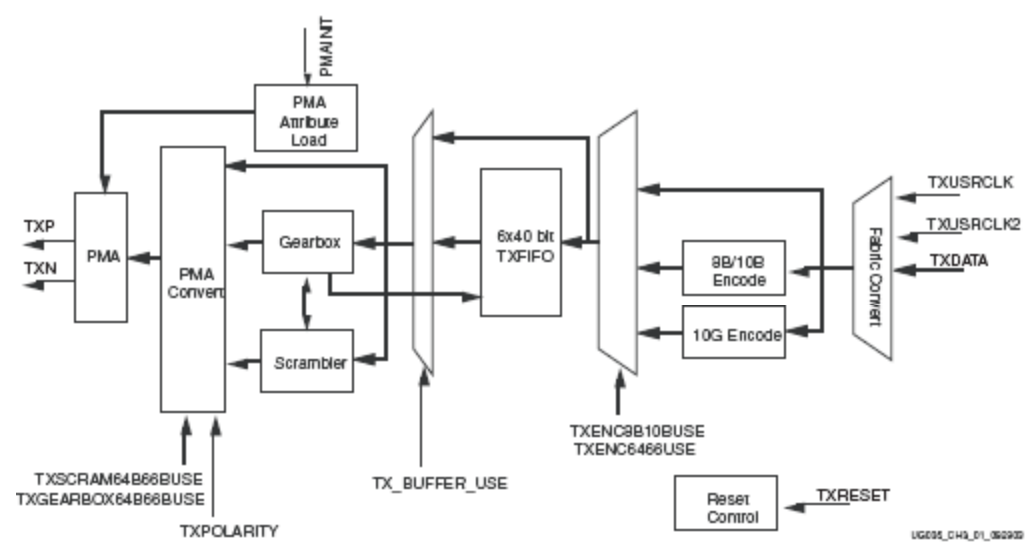 PMAINIT
PMA
Attribute
Load
TXP
TXN
PMA
PMA
Convert
Gearbox
Scrambler
6x40 bit
TXFIFO
8B/10B
Encode
10G Encode
Fabric Convert
TXUSRCLK
TXUSRCLK2
TXDATA
TXSCRAM64B66BUSE
TXGEARBOX64B66BUSE
TXPOLARITY
TX_BUFFER_USE
TXENC8B10BUSE
TXENC6466USE
Reset
Control
TXRESET